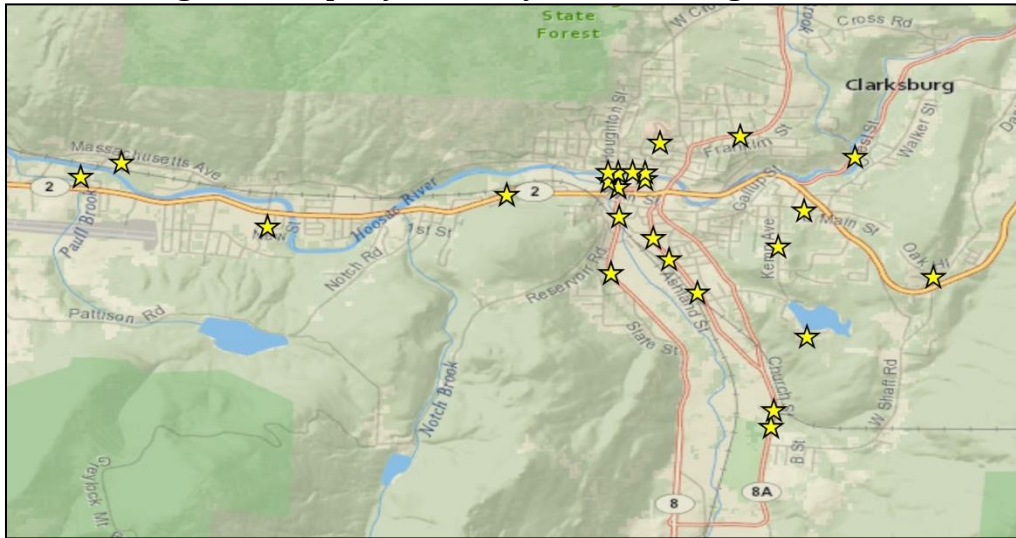 State
Forest
Cross Rd
Clarksburg
Walker St
Franklin St
Massachusetts Ave
2
2
Hoosac River
1st St
Gallup St
Main St
Kemp Ave
Oak Hl
Paull Brook
Notch Rd
Reservoir Rd
Ashland St
State St
Pattison Rd
Notch Brook
Church St
W Shaft Rd
B St
Greylock Mt
8
8A